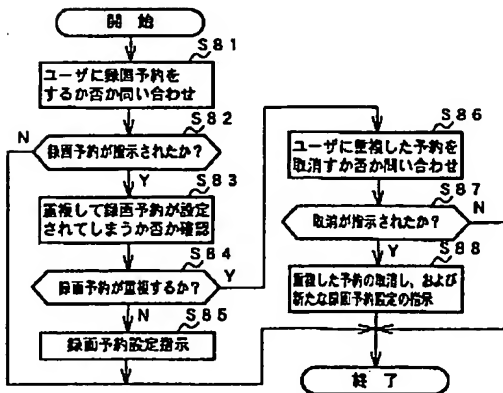 開始
S81
ユーザに録画予約を
するか否か問い合わせ
S82
N
録画予約が指示されたか?
Y
S83
重複して録画予約が設定
されてしまうか否か確認
S84
録画予約が重複するか?
Y
N
S85
録画予約設定指示
S86
ユーザに重複した予約を
取消すか否か問い合わせ
S87
取消が指示されたか?
N
Y
S88
重複した予約の取消し、および
新たな録画予約設定の指示
終了